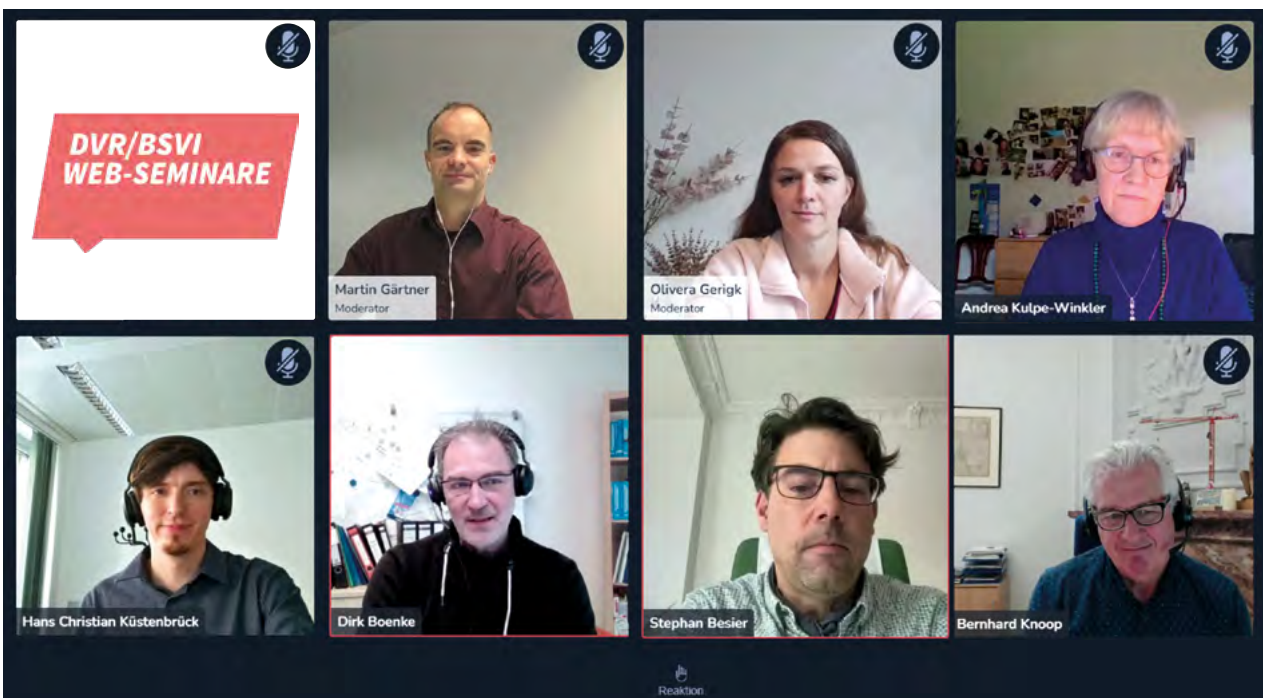 DVR/BSVI
WEB-SEMINARE
Martin Gärtner
Moderator
Olivera Gerigk
Moderator
Andrea Kulpe-Winkler
Hans Christian Küstenbrück
Dirk Boenke
Stephan Besier
Bernhard Knoop
Reaktion